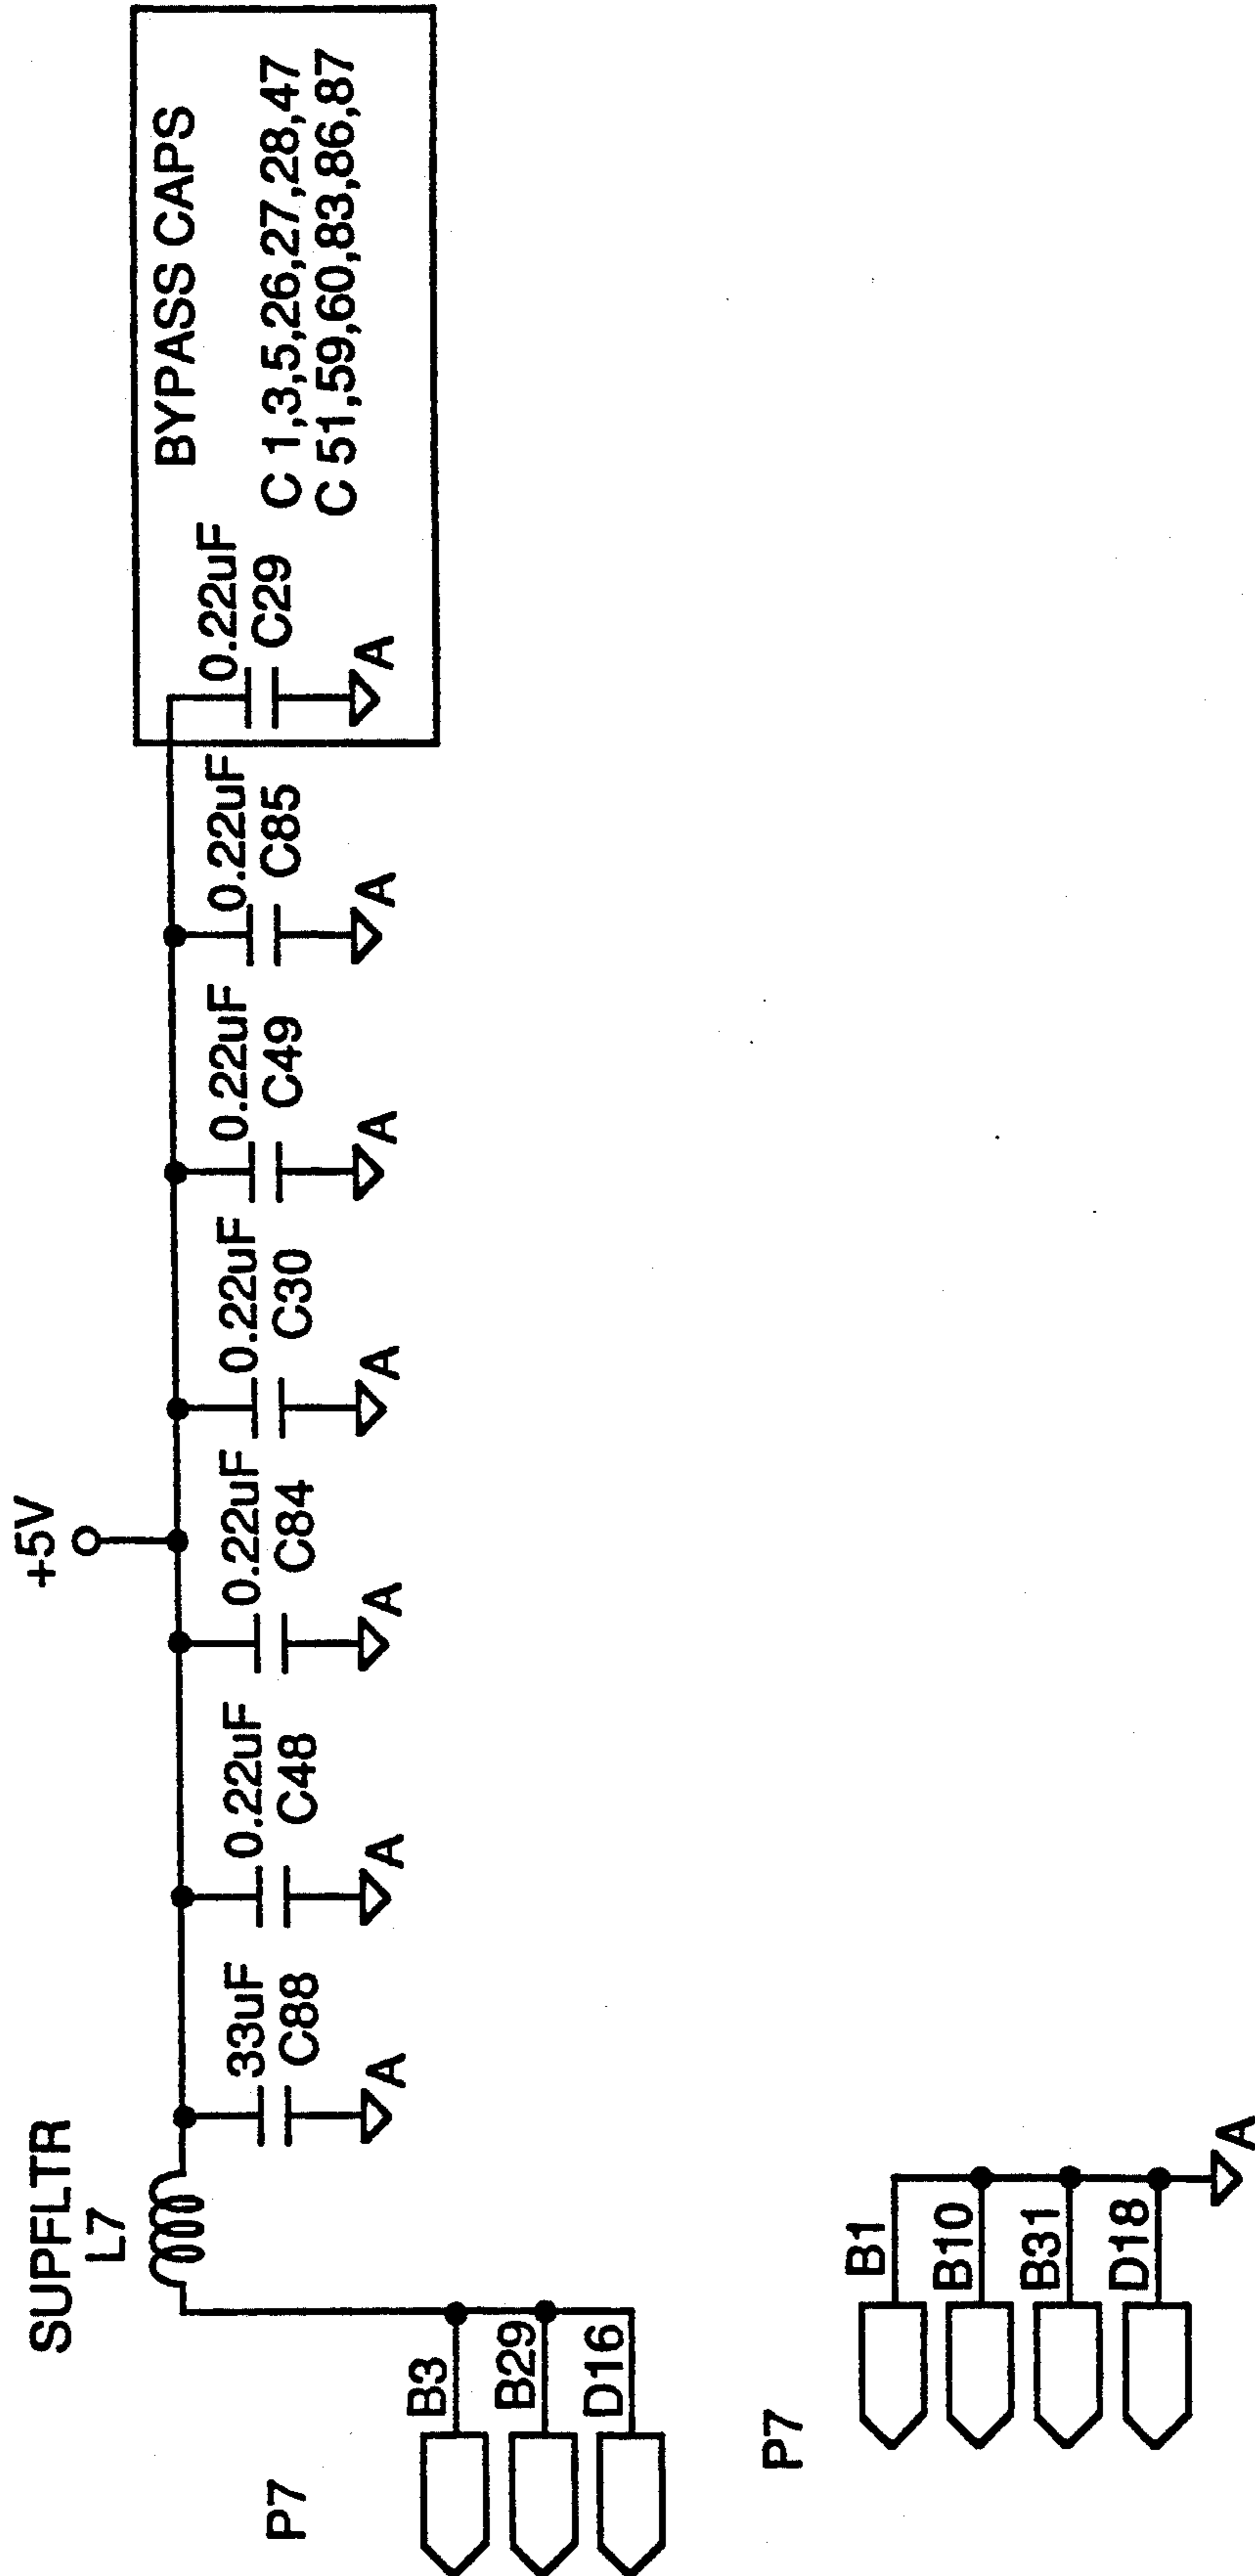 SUPFLTR
L7
+5V
BYPASS CAPS
33uF
C88
A
0.22uF
C48
A
0.22uF
C84
A
0.22uF
C30
A
0.22uF
C49
A
0.22uF
C85
A
0.22uF
C29
A
C 1,3,5,26,27,28,47
C 51,59,60,83,86,87
P7
B3
B29
D16
P7
B1
B10
B31
D18
A